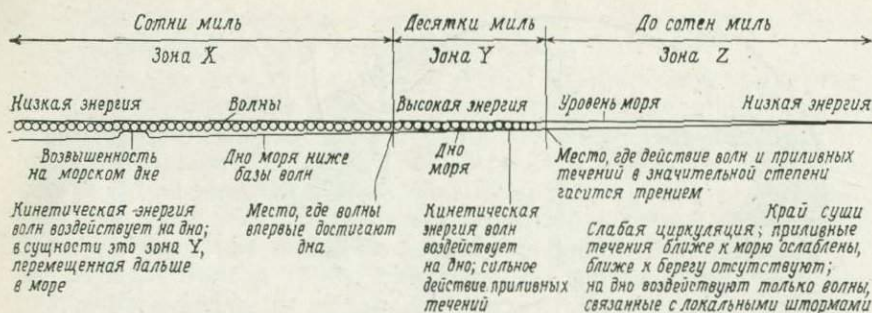 Сотни миль
Десятки миль
До сотен миль
Зона X
Зона Y
Зона Z
Низкая энергия
Волны
Высокая энергия
Уровень моря
Низкая энергия
Возвышенность
на морском дне
Дно моря ниже
базы волн
Дно
моря
Место, где действие волн и приливных
течений в значительной степени
гасится трением
Кинетическая энергия
волн воздействует на дно;
в сущности это зона Y,
перемещенная дальше
в море
Место, где волны
впервые достигают
дна
Кинетическая
энергия волн
воздействует
на дно; сильное
действие приливных
течений
Край суши
Слабая циркуляция; приливные
течения ближе к морю ослаблены,
ближе к берегу отсутствуют;
на дно воздействуют только волны,
связанные с локальными штормами